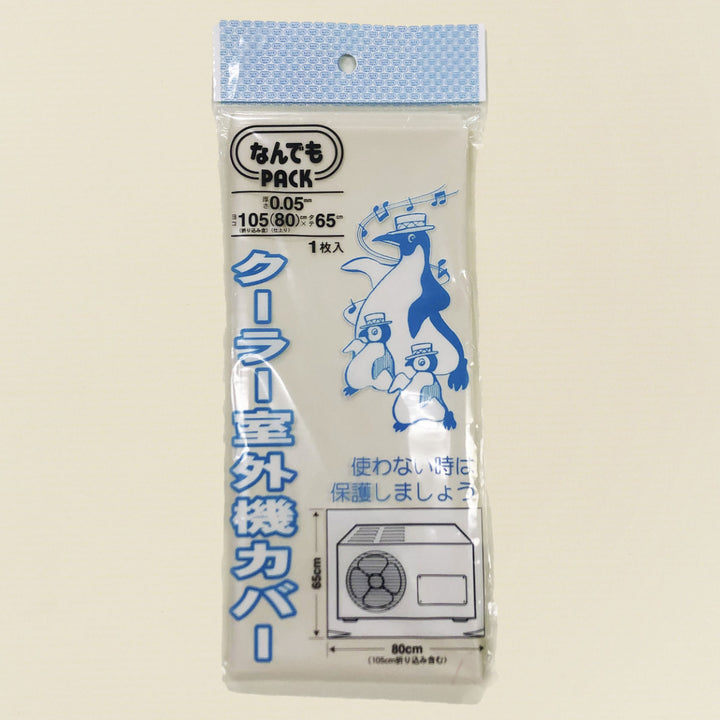 なんでも
PACK
厚さ0.05mm
ヨコ105(80)cm×タテ65cm
(折り込み含)(仕上り)
1枚入
クーラー室外機カバー
使わない時は
保護しましょう
65cm
80cm
(105cm折り込み含む)